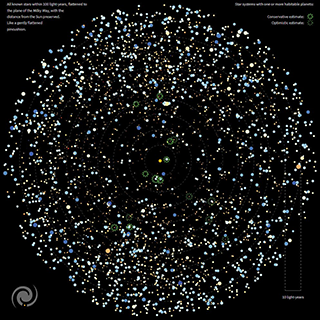 All known stars within 100 light-years, flattened to
the plane of the Milky Way, with the
distance from the Sun preserved.
Like a gently flattened
pincushion.
Star systems with one or more habitable planets:
Conservative estimate:
Optimistic estimate:
10 light years